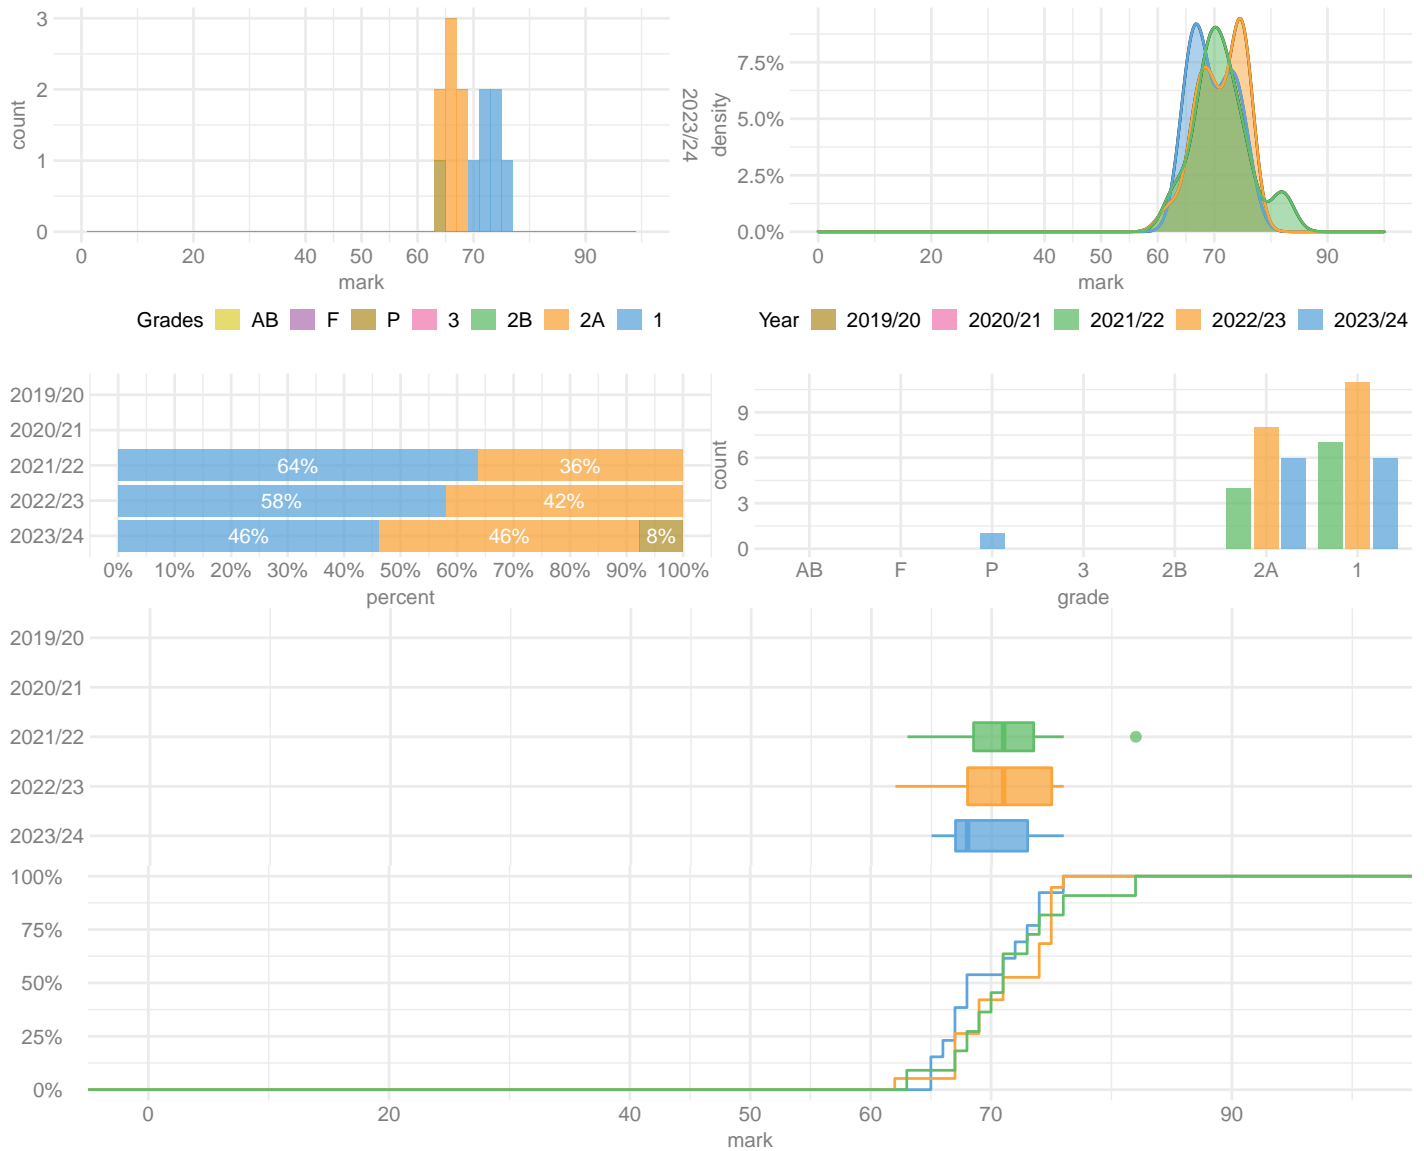 3
2
1
0
count
0 20 40 60 70 90
mark
2023/24
density
7.5%
5.0%
2.5%
0.0%
0 20 40 60 70 90
mark
Grades AB F P 3 2B 2A 1
Year 2019/20 2020/21 2021/22 2022/23 2023/24
2019/20
2020/21
2021/22 64% 36%
2022/23 58% 42%
2023/24 46% 46% 8%
0% 10% 20% 30% 40% 50% 60% 70% 80% 90% 100%
percent
count
9
6
3
0
AB F P 3 2B 2A 1
grade
2019/20
2020/21
2021/22
2022/23
2023/24
100%
75%
50%
25%
0%
0 20 40 50 60 70 90
mark